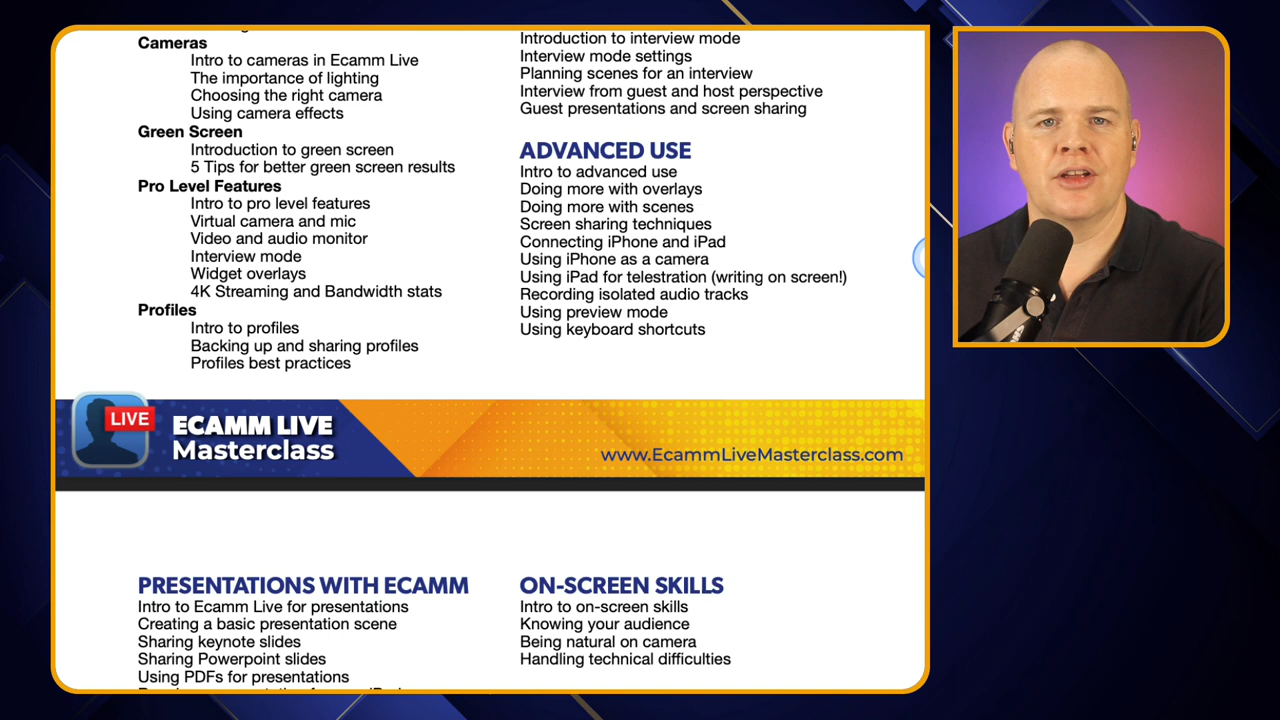 Cameras
Intro to cameras in Ecamm Live
The importance of lighting
Choosing the right camera
Using camera effects
Green Screen
Introduction to green screen
5 Tips for better green screen results
Pro Level Features
Intro to pro level features
Virtual camera and mic
Video and audio monitor
Interview mode
Widget overlays
4K Streaming and Bandwidth stats
Profiles
Intro to profiles
Backing up and sharing profiles
Profiles best practices
Introduction to interview mode
Interview mode settings
Planning scenes for an interview
Interview from guest and host perspective
Guest presentations and screen sharing
ADVANCED USE
Intro to advanced use
Doing more with overlays
Doing more with scenes
Screen sharing techniques
Connecting iPhone and iPad
Using iPhone as a camera
Using iPad for telestration (writing on screen!)
Recording isolated audio tracks
Using preview mode
Using keyboard shortcuts
LIVE
ECAMM LIVE
Masterclass
www.EcammLiveMasterclass.com
PRESENTATIONS WITH ECAMM
Intro to Ecamm Live for presentations
Creating a basic presentation scene
Sharing keynote slides
Sharing Powerpoint slides
Using PDFs for presentations
ON-SCREEN SKILLS
Intro to on-screen skills
Knowing your audience
Being natural on camera
Handling technical difficulties